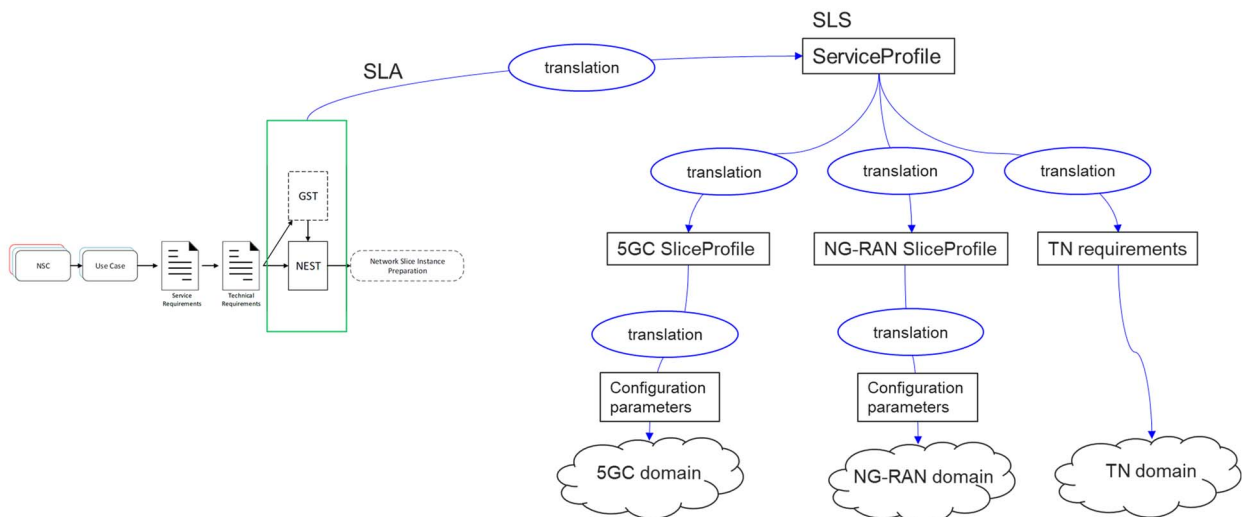 SLS
ServiceProfile
SLA
translation
translation
translation
translation
GST
5GC SliceProfile
NG-RAN SliceProfile
TN requirements
NSC
Use Case
NEST
Network Slice Instance
Preparation
Service
Requirements
Technical
Requirements
translation
translation
Configuration
parameters
Configuration
parameters
5GC domain
NG-RAN domain
TN domain